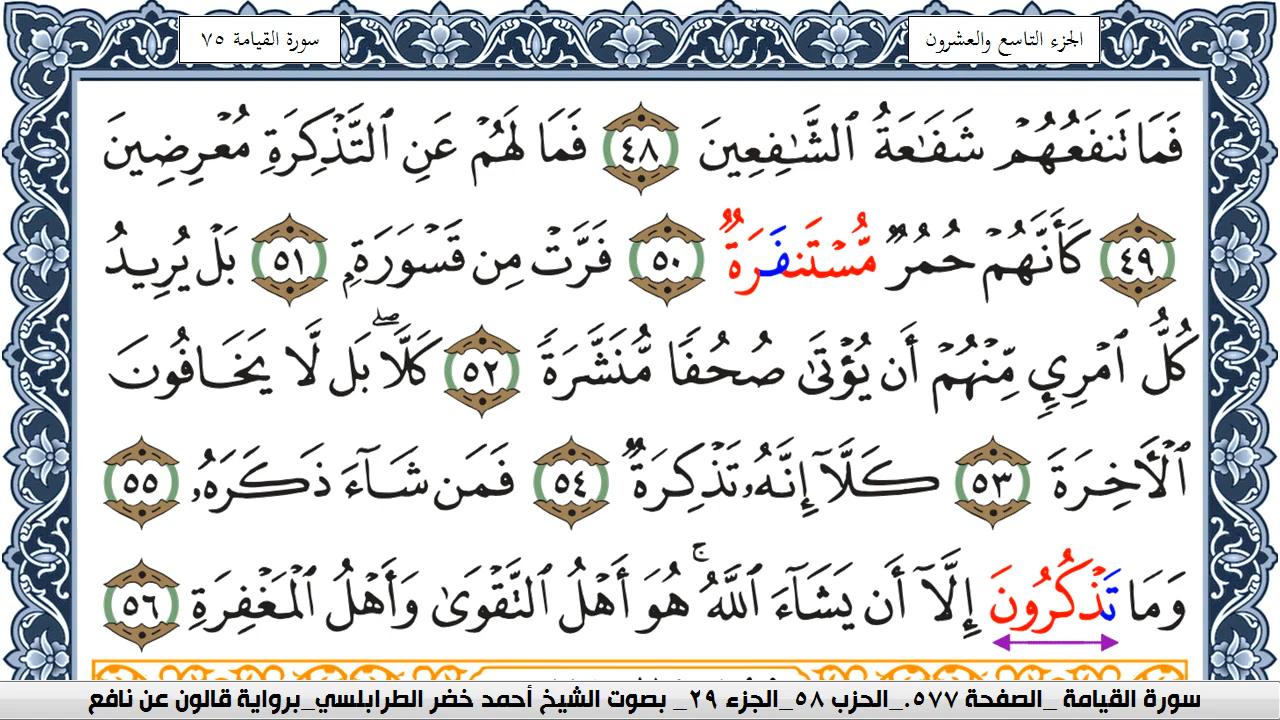 الجزء التاسع والعشرون
سورة القيامة ٧٥
فَمَا تَنفَعُهُمْ شَفَٰعَةُ ٱلشَّٰفِعِينَ ٤٨ فَمَا لَهُمْ عَنِ ٱلتَّذْكِرَةِ مُعْرِضِينَ
٤٩ كَأَنَّهُمْ حُمُرٞ مُّسْتَنفَرَةٞ ٥٠ فَرَّتْ مِن قَسْوَرَةِۭ ٥١ بَلْ يُرِيدُ
كُلُّ ٱمْرِيٕٖ مِّنْهُمْ أَن يُؤْتَىٰ صُحُفٗا مُّنَشَّرَةٗ ٥٢ كَلَّاۖ بَل لَّا يَخَافُونَ
ٱلْأٓخِرَةَ ٥٣ كَلَّآ إِنَّهُۥ تَذْكِرَةٞ ٥٤ فَمَن شَآءَ ذَكَرَهُۥ ٥٥
وَمَا تَذْكُرُونَ إِلَّآ أَن يَشَآءَ ٱللَّهُۚ هُوَ أَهْلُ ٱلتَّقْوَىٰ وَأَهْلُ ٱلْمَغْفِرَةِ ٥٦
سورة القيامة _الصفحة ٥٧٧._الحزب ٥٨_الجزء ٢٩_ بصوت الشيخ أحمد خضر الطرابلسي_برواية قالون عن نافع